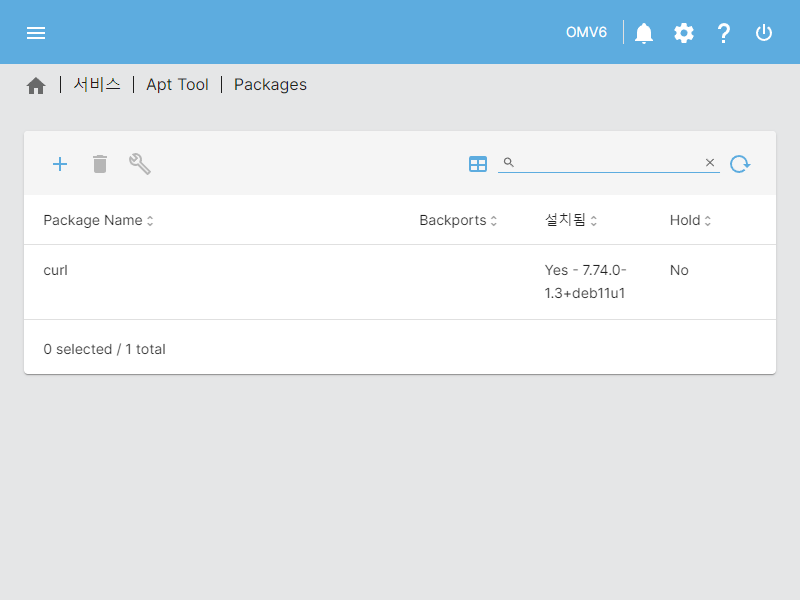 OMV6
서비스 | Apt Tool | Packages
Package Name Backports 설치됨 Hold
curl Yes - 7.74.0- No
1.3+deb11u1
0 selected / 1 total